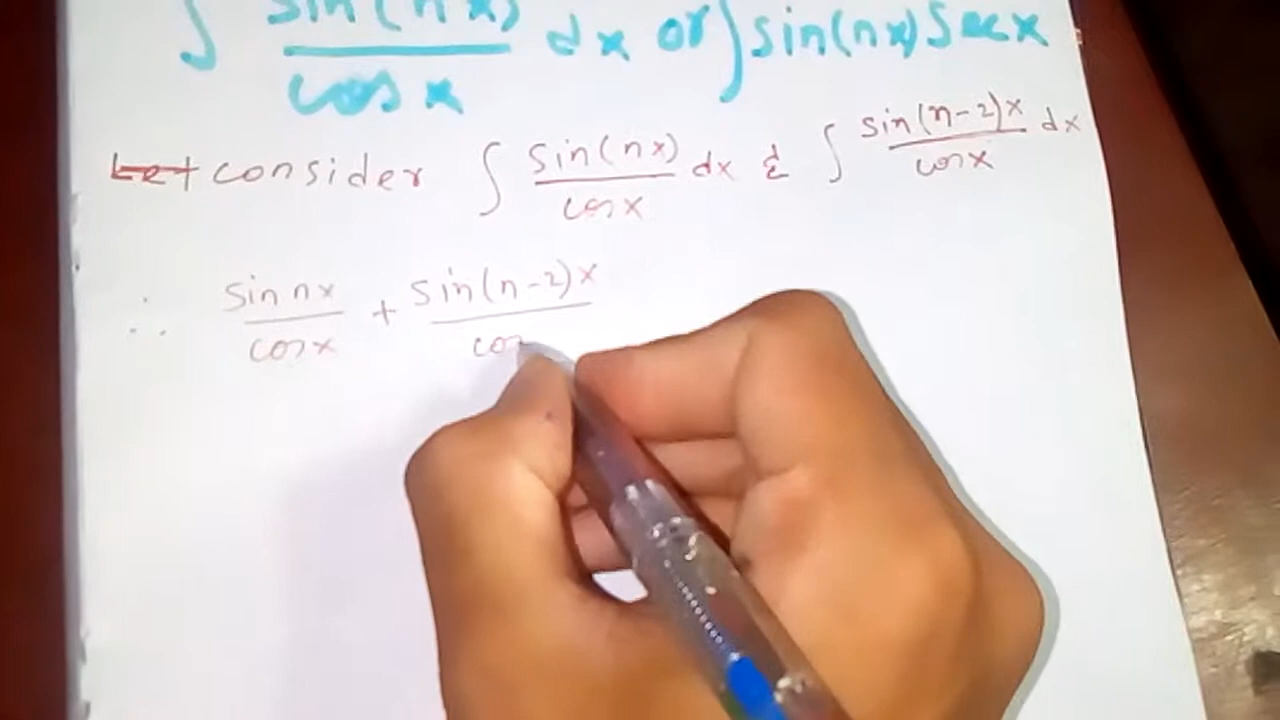 ∫ sin(nx)/cos x dx or ∫ sin(nx) Sec x
Let consider ∫ sin(nx)/cos x dx & ∫ sin(n-2)x/cos x dx
∴ sin nx/cos x + sin(n-2)x/cos